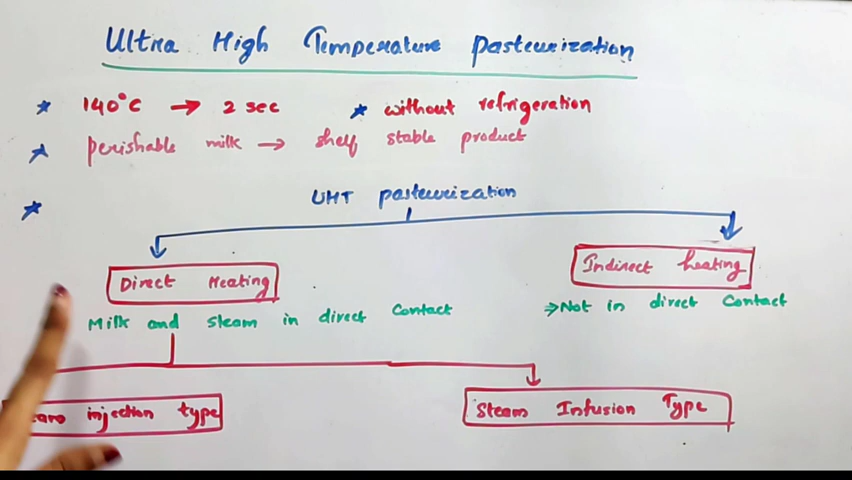 Ultra High Temperature Pasteurization
* 140°C → 2 sec * without refrigeration
* perishable milk → shelf stable product
*
UHT pasteurization
Direct Heating Indirect heating
Milk and steam in direct Contact ⇒ Not in direct Contact
injection type Steam Infusion Type